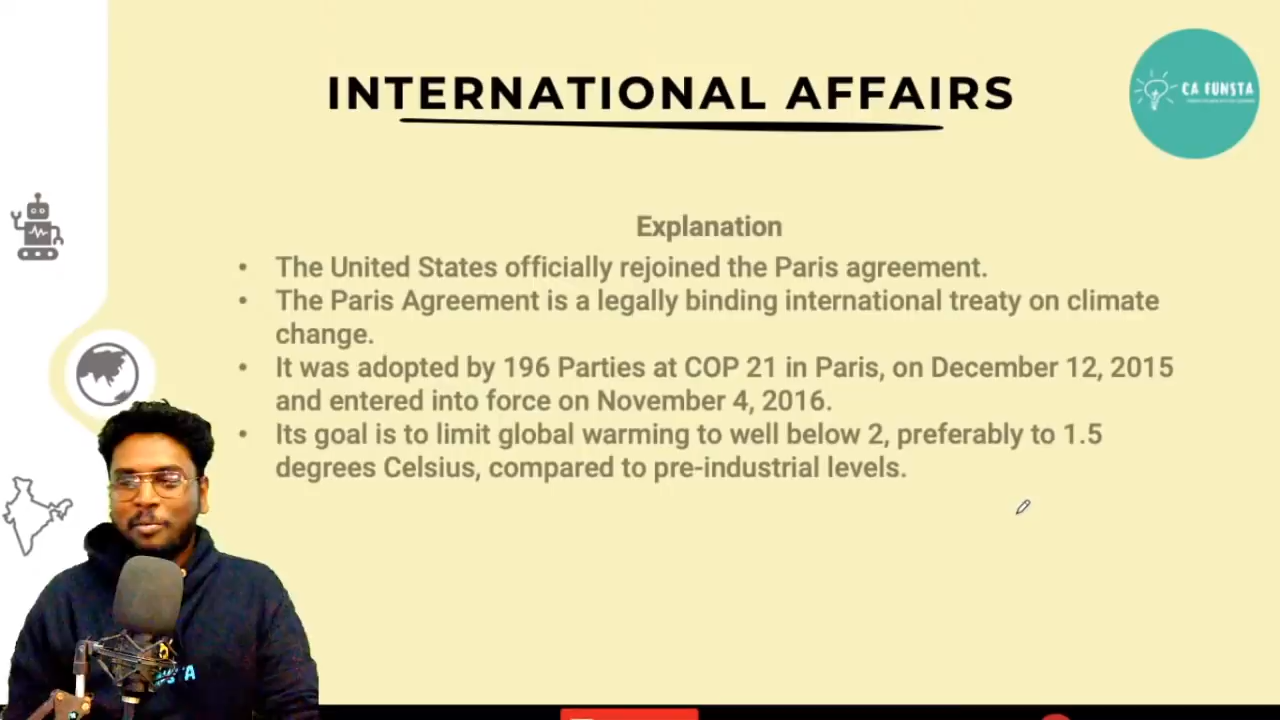 INTERNATIONAL AFFAIRS
CA FUNSTA
Explanation
• The United States officially rejoined the Paris agreement.
• The Paris Agreement is a legally binding international treaty on climate
change.
• It was adopted by 196 Parties at COP 21 in Paris, on December 12, 2015
and entered into force on November 4, 2016.
• Its goal is to limit global warming to well below 2, preferably to 1.5
degrees Celsius, compared to pre-industrial levels.